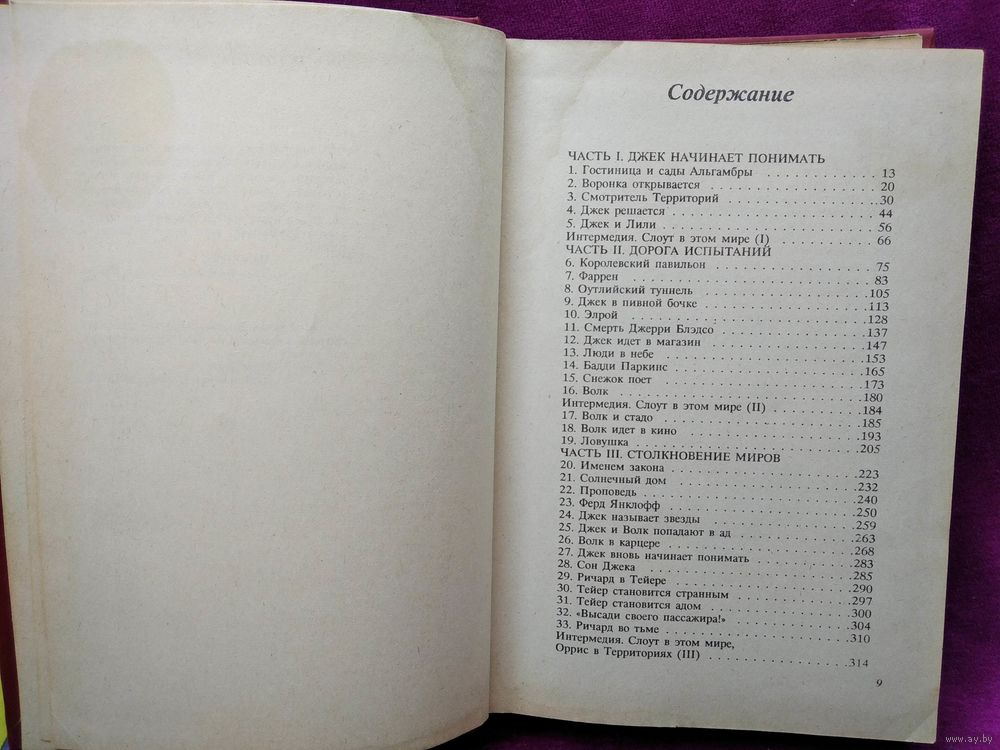 Содержание
ЧАСТЬ I. ДЖЕК НАЧИНАЕТ ПОНИМАТЬ
1. Гостиница и сады Альгамбры . . . . . . . . . . . 13
2. Воронка открывается . . . . . . . . . . . . . . . 20
3. Смотритель Территорий . . . . . . . . . . . . . .30
4. Джек решается . . . . . . . . . . . . . . . . . . 44
5. Джек и Лили . . . . . . . . . . . . . . . . . . . 56
Интермедия. Слоут в этом мире (I) . . . . . . . . . 66
ЧАСТЬ II. ДОРОГА ИСПЫТАНИЙ
6. Королевский павильон . . . . . . . . . . . . . . 75
7. Фаррен . . . . . . . . . . . . . . . . . . . . . 83
8. Оутлийский туннель . . . . . . . . . . . . . . .105
9. Джек в пивной бочке . . . . . . . . . . . . . . .113
10. Элрой . . . . . . . . . . . . . . . . . . . . .128
11. Смерть Джерри Блэдсо . . . . . . . . . . . . . .137
12. Джек идет в магазин . . . . . . . . . . . . . .147
13. Люди в небе . . . . . . . . . . . . . . . . . .153
14. Бадди Паркинс . . . . . . . . . . . . . . . . .165
15. Снежок поет . . . . . . . . . . . . . . . . . .173
16. Волк . . . . . . . . . . . . . . . . . . . . . .180
Интермедия. Слоут в этом мире (II) . . . . . . . . .184
17. Волк и стадо . . . . . . . . . . . . . . . . . .185
18. Волк идет в кино . . . . . . . . . . . . . . . .193
19. Ловушка . . . . . . . . . . . . . . . . . . . .205
ЧАСТЬ III. СТОЛКНОВЕНИЕ МИРОВ
20. Именем закона . . . . . . . . . . . . . . . . .223
21. Солнечный дом . . . . . . . . . . . . . . . . .232
22. Проповедь . . . . . . . . . . . . . . . . . . .240
23. Ферд Янклофф . . . . . . . . . . . . . . . . . .250
24. Джек называет звезды . . . . . . . . . . . . . .259
25. Джек и Волк попадают в ад . . . . . . . . . . .263
26. Волк в карцере . . . . . . . . . . . . . . . . .268
27. Джек вновь начинает понимать . . . . . . . . . .283
28. Сон Джека . . . . . . . . . . . . . . . . . . .285
29. Ричард в Тейере . . . . . . . . . . . . . . . .290
30. Тейер становится странным . . . . . . . . . . .297
31. Тейер становится адом . . . . . . . . . . . . .300
32. «Высади своего пассажира!» . . . . . . . . . . .304
33. Ричард во тьме . . . . . . . . . . . . . . . . .310
Интермедия. Слоут в этом мире,
Оррис в Территориях (III) . . . . . . . . . . . . .314
9
www.ay.by